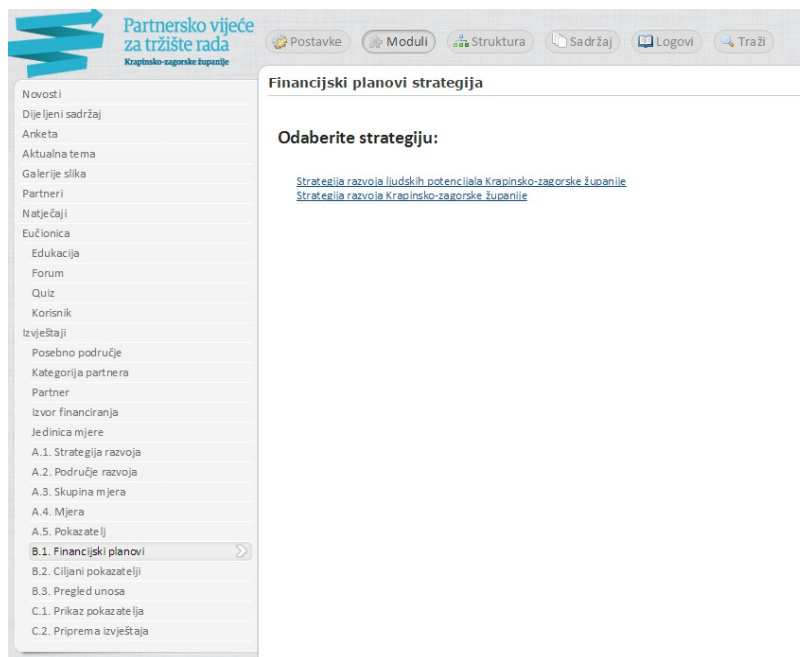 Partnersko vijeće
za tržište rada
Krapinsko-zagorske županije
Postavke
Moduli
Struktura
Sadržaj
Logovi
Traži
Novosti
Dijeljeni sadržaj
Anketa
Aktualna tema
Galerije slika
Partneri
Natječaji
Eučionica
Edukacija
Forum
Quiz
Korisnik
Izvještaji
Posebno područje
Kategorija partnera
Partner
Izvor financiranja
Jedinica mjere
A.1. Strategija razvoja
A.2. Područje razvoja
A.3. Skupina mjera
A.4. Mjera
A.5. Pokazatelj
B.1. Financijski planovi
B.2. Ciljani pokazatelji
B.3. Pregled unosa
C.1. Prikaz pokazatelja
C.2. Priprema izvještaja
Financijski planovi strategija
Odaberite strategiju:
Strategija razvoja ljudskih potencijala Krapinsko-zagorske županije
Strategija razvoja Krapinsko-zagorske županije